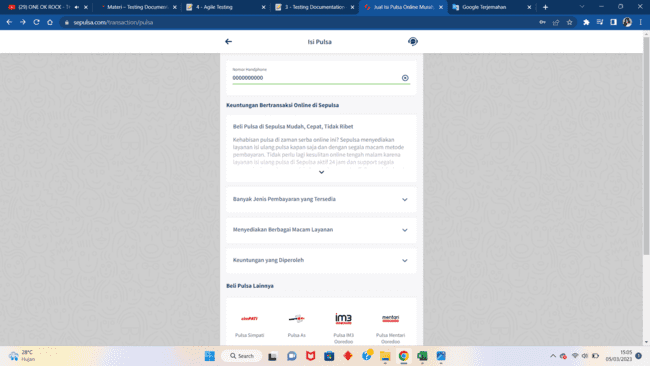 (29) ONE OK ROCK - T
Materi – Testing Document
4 - Agile Testing
3 - Testing Documentation
Jual Isi Pulsa Online Murah
Google Terjemahan
sepulsa.com/transaction/pulsa
Isi Pulsa
Nomor Handphone
0000000000
Keuntungan Bertransaksi Online di Sepulsa
Beli Pulsa di Sepulsa Mudah, Cepat, Tidak Ribet
Kehabisan pulsa di zaman serba online ini? Sepulsa menyediakan
layanan isi ulang pulsa kapan saja dan dengan segala macam metode
pembayaran. Tidak perlu lagi kesulitan online tengah malam karena
layanan isi ulang pulsa di Sepulsa aktif 24 jam dan support segala
Banyak Jenis Pembayaran yang Tersedia
Menyediakan Berbagai Macam Layanan
Keuntungan yang Diperoleh
Beli Pulsa Lainnya
simPATI
im3
mentari
Pulsa Simpati
Pulsa As
Pulsa IM3
Ooredoo
Pulsa Mentari
Ooredoo
28°C
Hujan
Search
15:05
05/03/2023